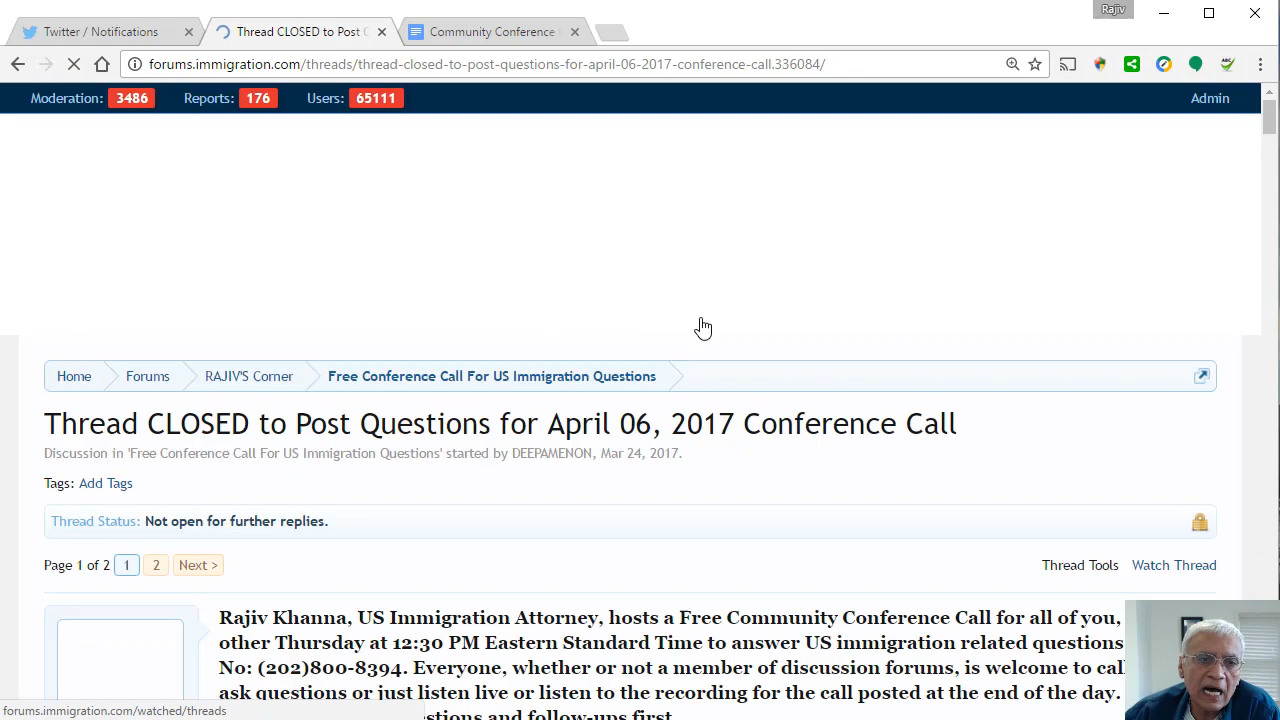 Rajiv
Twitter / Notifications
Thread CLOSED to Post
Community Conference
forums.immigration.com/threads/thread-closed-to-post-questions-for-april-06-2017-conference-call.336084/
Moderation: 3486 Reports: 176 Users: 65111 Admin
Home Forums RAJIV'S Corner Free Conference Call For US Immigration Questions
Thread CLOSED to Post Questions for April 06, 2017 Conference Call
Discussion in 'Free Conference Call For US Immigration Questions' started by DEEPAMENON, Mar 24, 2017.
Tags: Add Tags
Thread Status: Not open for further replies.
Page 1 of 2 1 2 Next > Thread Tools Watch Thread
Rajiv Khanna, US Immigration Attorney, hosts a Free Community Conference Call for all of you,
other Thursday at 12:30 PM Eastern Standard Time to answer US immigration related questions
No: (202)800-8394. Everyone, whether or not a member of discussion forums, is welcome to call
ask questions or just listen live or listen to the recording for the call posted at the end of the day.
and follow-ups first
forums.immigration.com/watched/threads